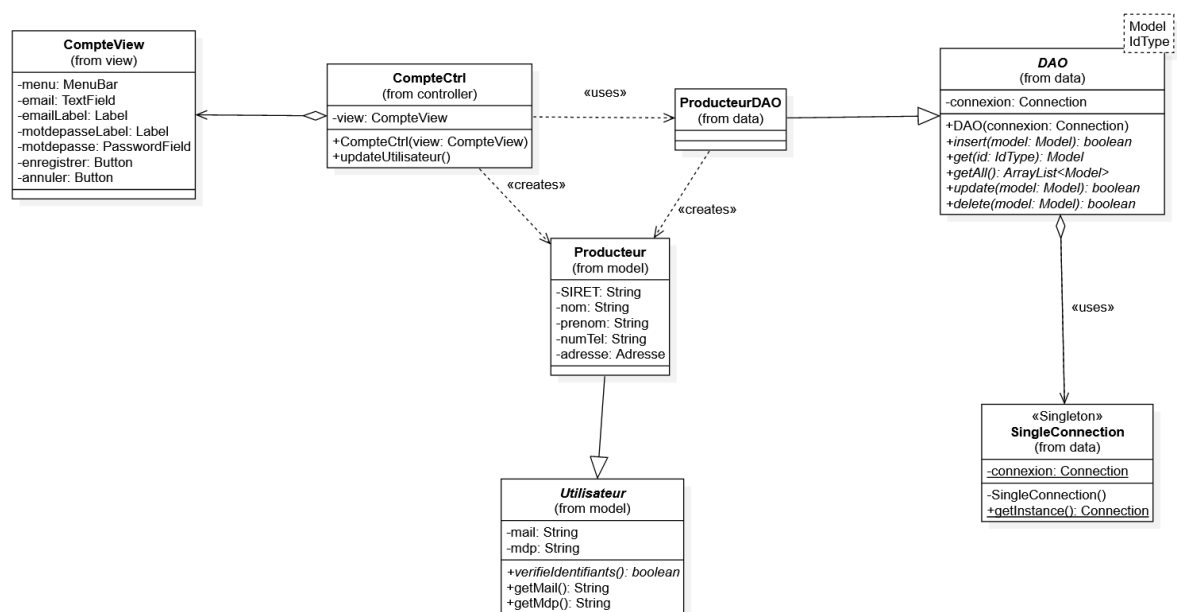 CompteView
(from view)
-menu: MenuBar
-email: TextField
-emailLabel: Label
-motdepasseLabel: Label
-motdepasse: PasswordField
-enregistrer: Button
-annuler: Button
CompteCtrl
(from controller)
-view: CompteView
+CompteCtrl(view: CompteView)
+updateUtilisateur()
«uses»
ProducteurDAO
(from data)
Model
IdType
DAO
(from data)
-connexion: Connection
+DAO(connexion: Connection)
+insert(model: Model): boolean
+get(id: IdType): Model
+getAll(): ArrayList<Model>
+update(model: Model): boolean
+delete(model: Model): boolean
«creates»
«creates»
Producteur
(from model)
-SIRET: String
-nom: String
-prenom: String
-numTel: String
-adresse: Adresse
«uses»
«Singleton»
SingleConnection
(from data)
-connexion: Connection
-SingleConnection()
+getInstance(): Connection
Utilisateur
(from model)
-mail: String
-mdp: String
+verifieIdentifiants(): boolean
+getMail(): String
+getMdp(): String